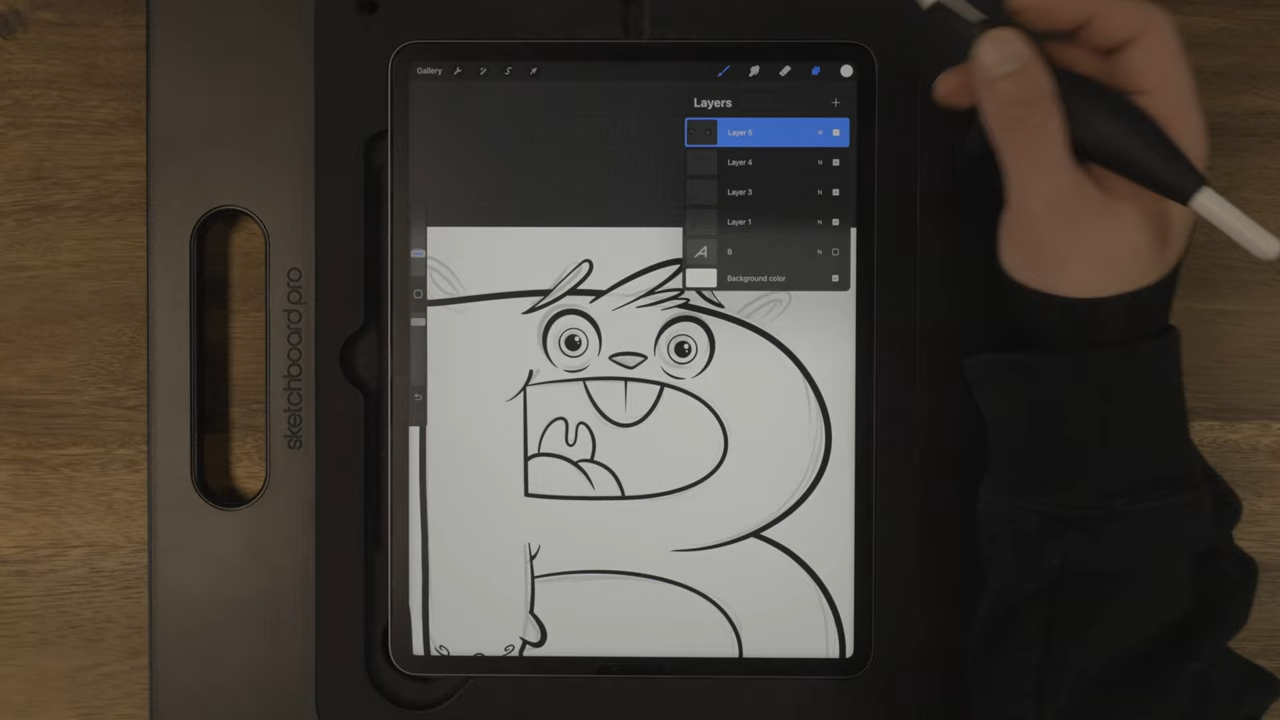 Gallery
Layers
Layer 5 N
Layer 4 N
Layer 3 N
Layer 1 N
B N
Background color
sketchboard pro